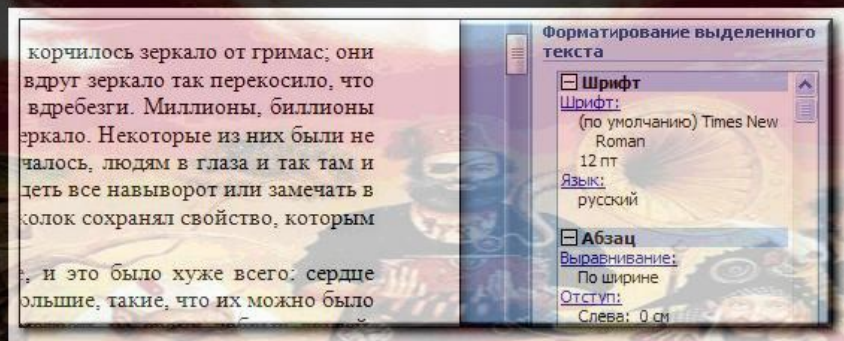 корчилось зеркало от гримас; они
вдруг зеркало так перекосило, что
вдребезги. Миллионы, биллионы
еркало. Некоторые из них были не
чалось, людям в глаза и так там и
деть все навыворот или замечать в
колок сохранял свойство, которым
, и это было хуже всего: сердце
ольшие, такие, что их можно было
Форматирование выделенного
текста
Шрифт
Шрифт:
(по умолчанию) Times New
Roman
12 пт
Язык:
русский
Абзац
Выравнивание:
По ширине
Отступ:
Слева: 0 см